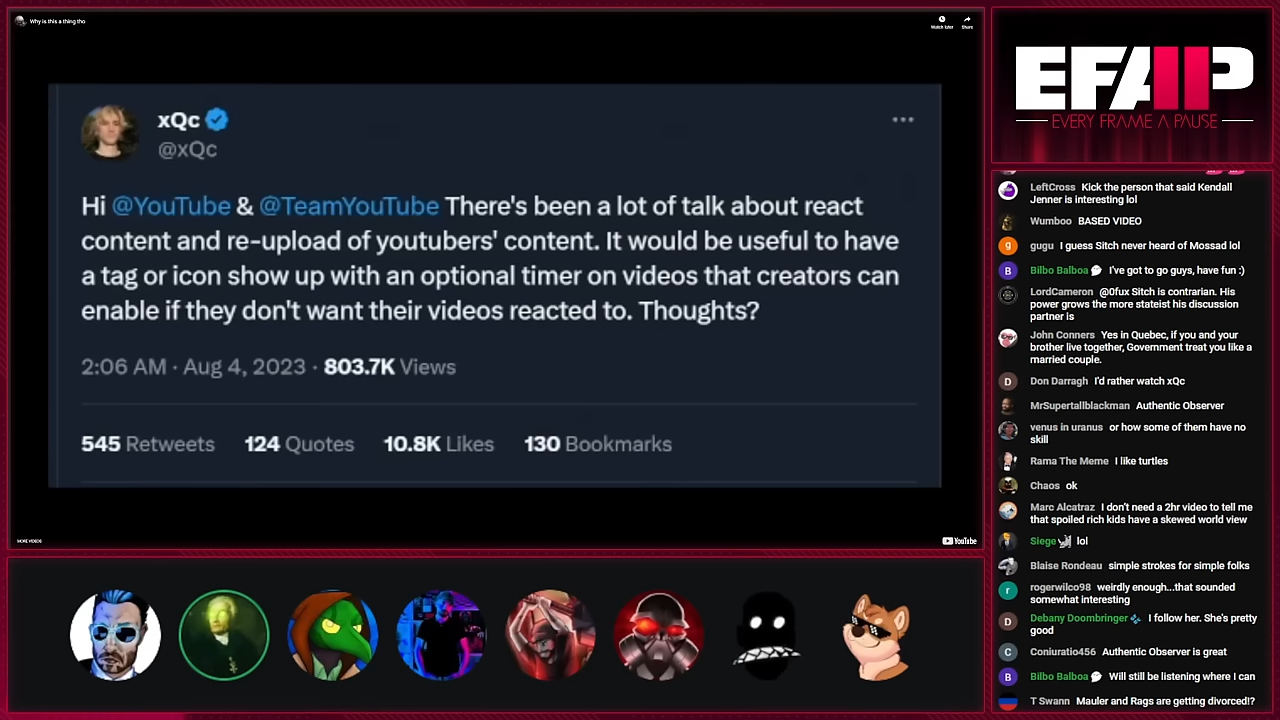 Why is this a thing tho
Watch later
Share
xQc
@xQc
Hi @YouTube & @TeamYouTube There's been a lot of talk about react
content and re-upload of youtubers' content. It would be useful to have
a tag or icon show up with an optional timer on videos that creators can
enable if they don't want their videos reacted to. Thoughts?
2:06 AM · Aug 4, 2023 · 803.7K Views
545 Retweets 124 Quotes 10.8K Likes 130 Bookmarks
MORE VIDEOS
YouTube
EFAP
EVERY FRAME A PAUSE
LeftCross Kick the person that said Kendall
Jenner is interesting lol
Wumboo BASED VIDEO
g
gugu I guess Sitch never heard of Mossad lol
B
Bilbo Balboa I've got to go guys, have fun :)
LordCameron @0fux Sitch is contrarian. His
power grows the more stateist his discussion
partner is
John Conners Yes in Quebec, if you and your
brother live together, Government treat you like a
married couple.
D
Don Darragh I'd rather watch xQc
MrSupertallblackman Authentic Observer
venus in uranus or how some of them have no
skill
Rama The Meme I like turtles
Chaos ok
Marc Alcatraz I don't need a 2hr video to tell me
that spoiled rich kids have a skewed world view
Siege lol
Blaise Rondeau simple strokes for simple folks
r
rogerwilco98 weirdly enough...that sounded
somewhat interesting
D
Debany Doombringer I follow her. She's pretty
good
C
Coniuratio456 Authentic Observer is great
B
Bilbo Balboa Will still be listening where I can
T Swann Mauler and Rags are getting divorced!?